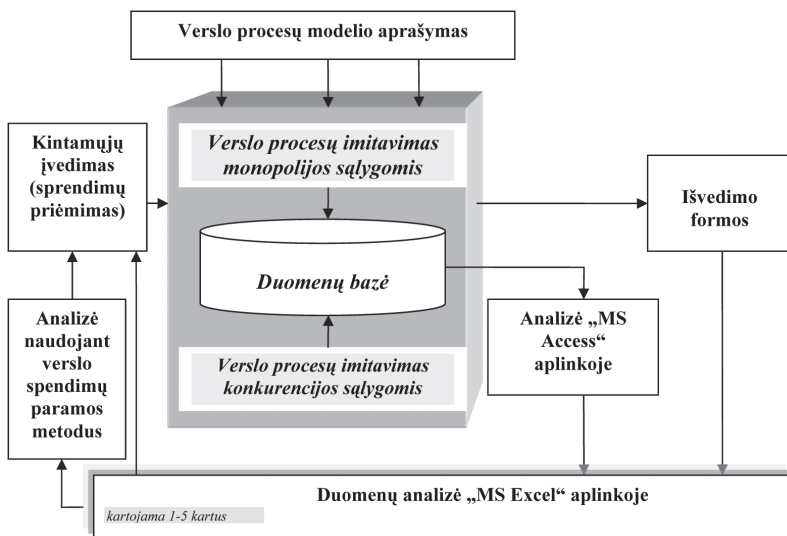 Verslo procesų modelio aprašymas
Kintamųjų
įvedimas
(sprendimų
priėmimas)
Verslo procesų imitavimas
monopolijos sąlygomis
Išvedimo
formos
Duomenų bazė
Analizė
naudojant
verslo
spendimų
paramos
metodus
Analizė „MS
Access“
aplinkoje
Verslo procesų imitavimas
konkurencijos sąlygomis
Duomenų analizė „MS Excel“ aplinkoje
kartojama 1-5 kartus